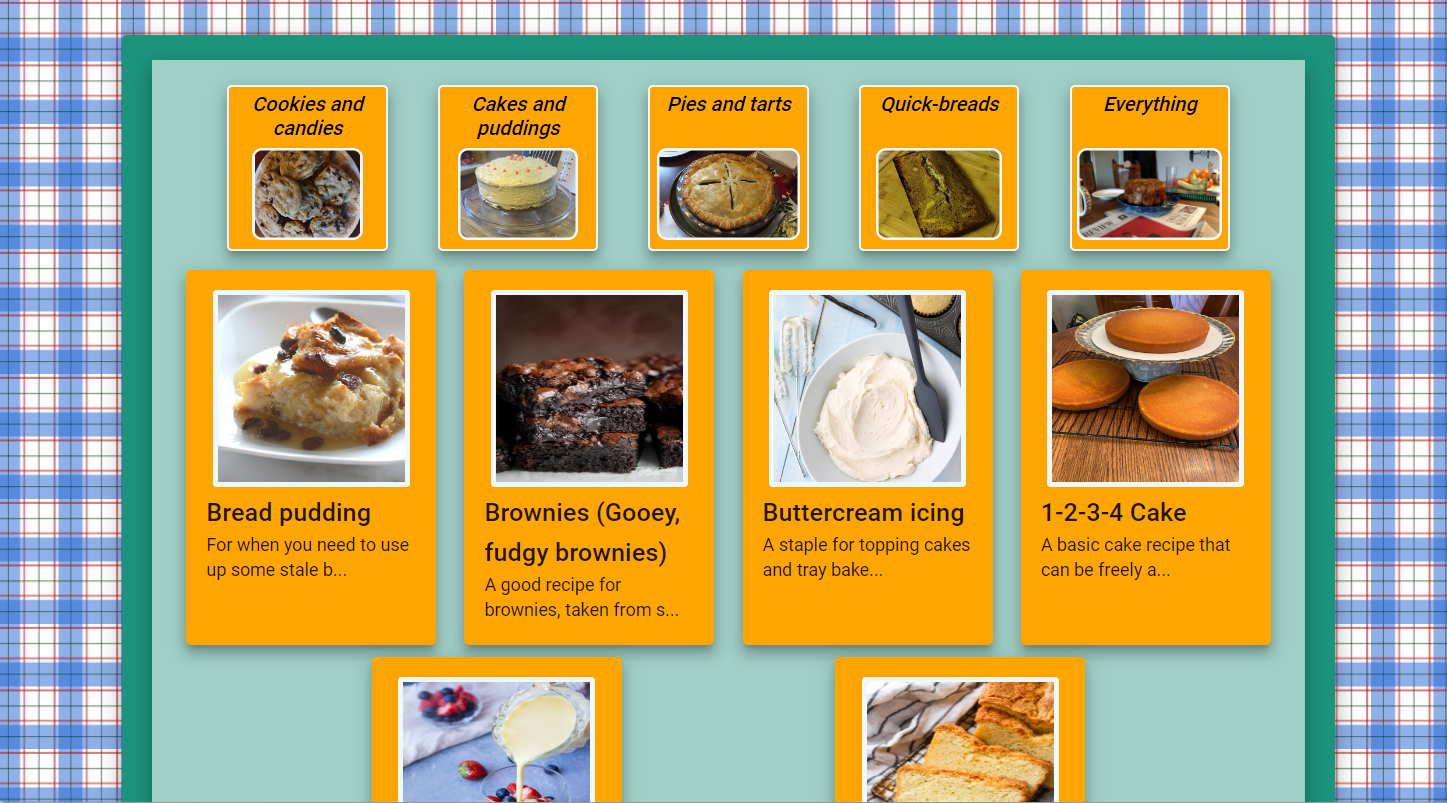 Cookies and
candies
Cakes and
puddings
Pies and tarts
Quick-breads
Everything
REVIEW
Bread pudding
For when you need to use
up some stale b...
Brownies (Gooey,
fudgy brownies)
A good recipe for
brownies, taken from s...
Buttercream icing
A staple for topping cakes
and tray bake...
1-2-3-4 Cake
A basic cake recipe that
can be freely a...